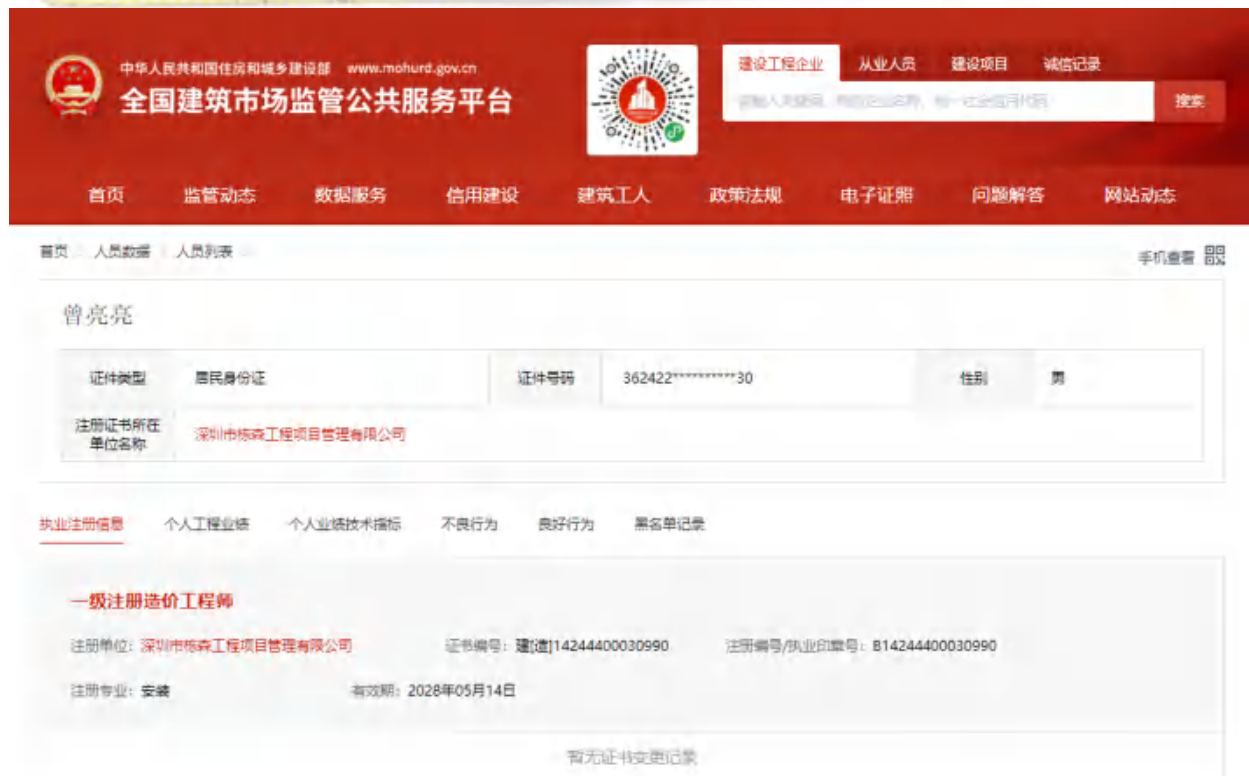 中华人民共和国住房和城乡建设部 www.mohurd.gov.cn
全国建筑市场监管公共服务平台
建设工程企业 从业人员 建设项目 诚信记录
搜索
首页 监管动态 数据服务 信用建设 建筑工人 政策法规 电子证照 问题解答 网站动态
首页 人员数据 人员列表
手机查看
曾亮亮
证件类型 居民身份证 证件号码 362422**********30 性别 男
注册证书所在
单位名称
深圳市栋森工程项目管理有限公司
执业注册信息 个人工程业绩 个人业绩技术指标 不良行为 良好行为 黑名单记录
一级注册造价工程师
注册单位: 深圳市栋森工程项目管理有限公司 证书编号: 建[造]14244400030990 注册编号/执业印章号: B14244400030990
注册专业: 安装 有效期: 2028年05月14日
暂无证书变更记录